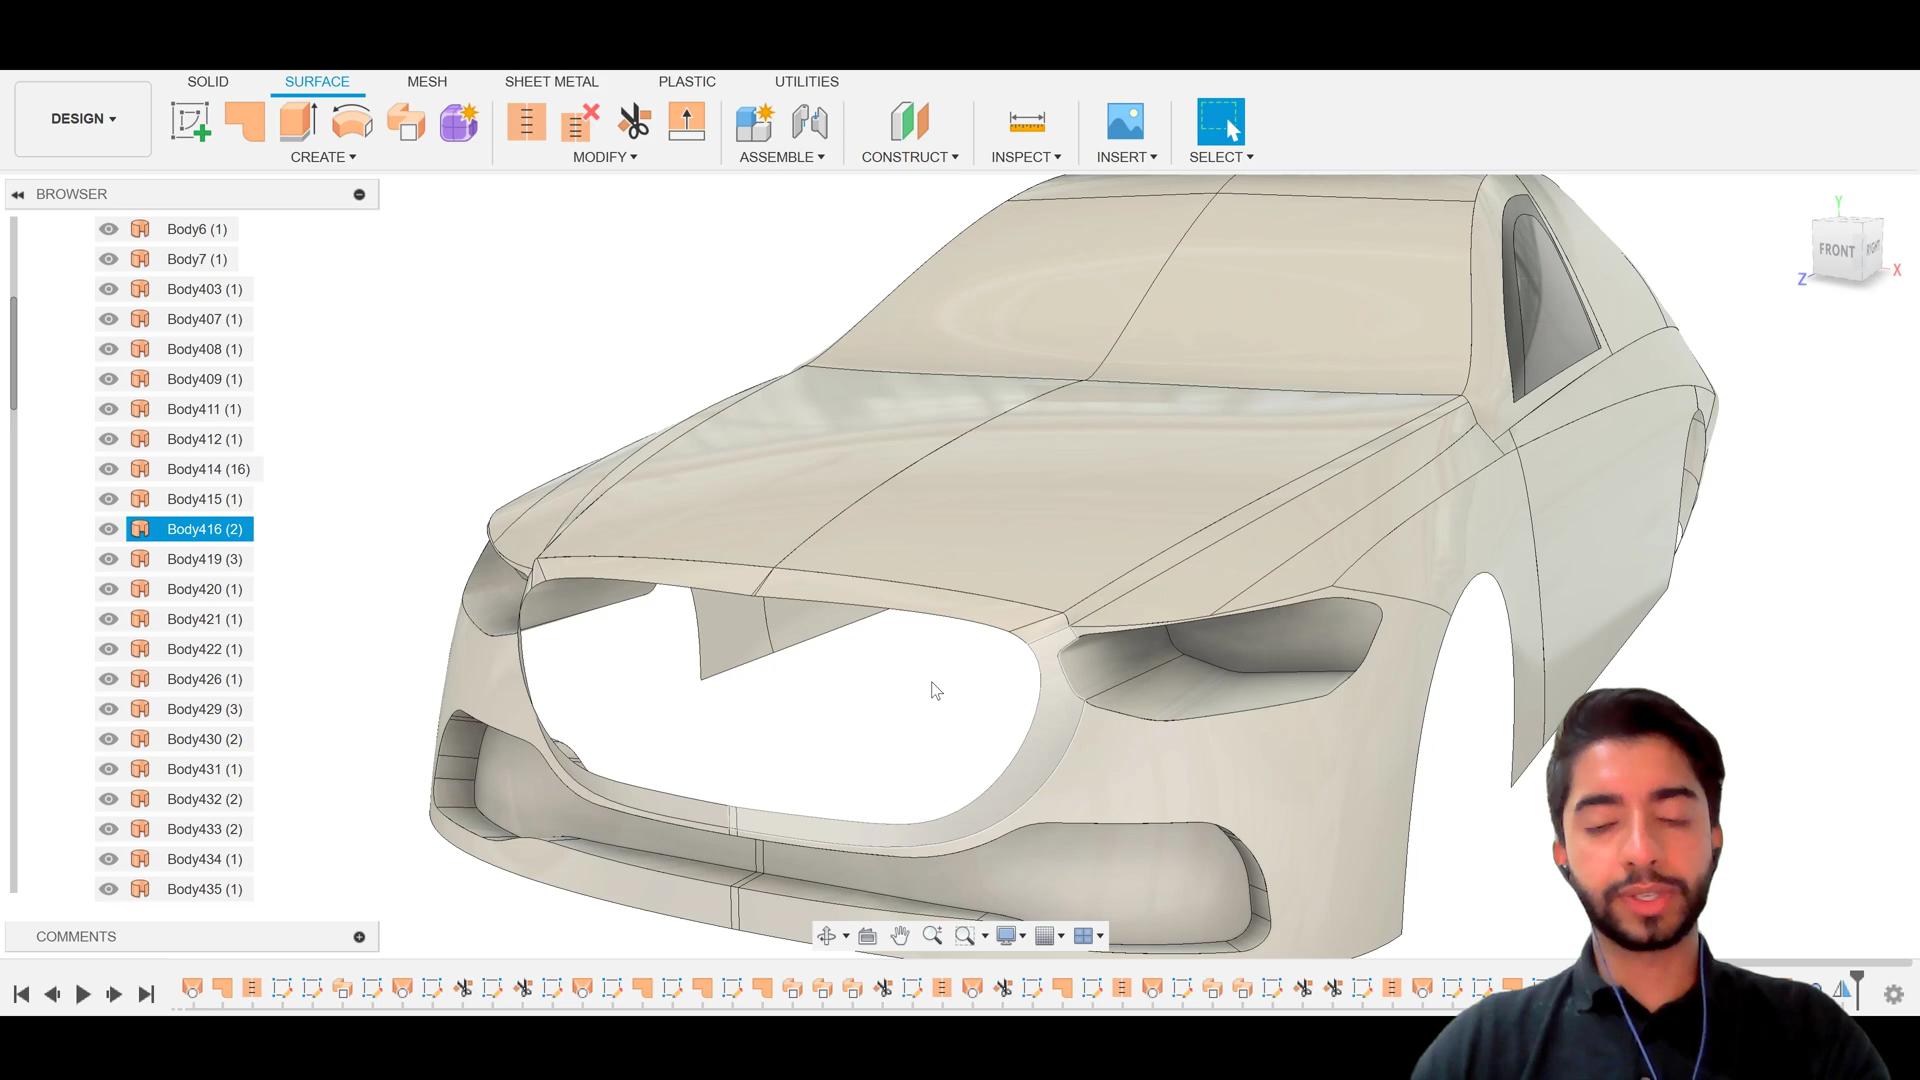 SOLID SURFACE MESH SHEET METAL PLASTIC UTILITIES
DESIGN
CREATE MODIFY ASSEMBLE CONSTRUCT INSPECT INSERT SELECT
BROWSER
Body6 (1)
Body7 (1)
Body403 (1)
Body407 (1)
Body408 (1)
Body409 (1)
Body411 (1)
Body412 (1)
Body414 (16)
Body415 (1)
Body416 (2)
Body419 (3)
Body420 (1)
Body421 (1)
Body422 (1)
Body426 (1)
Body429 (3)
Body430 (2)
Body431 (1)
Body432 (2)
Body433 (2)
Body434 (1)
Body435 (1)
COMMENTS
Y
FRONT RIGHT
Z X